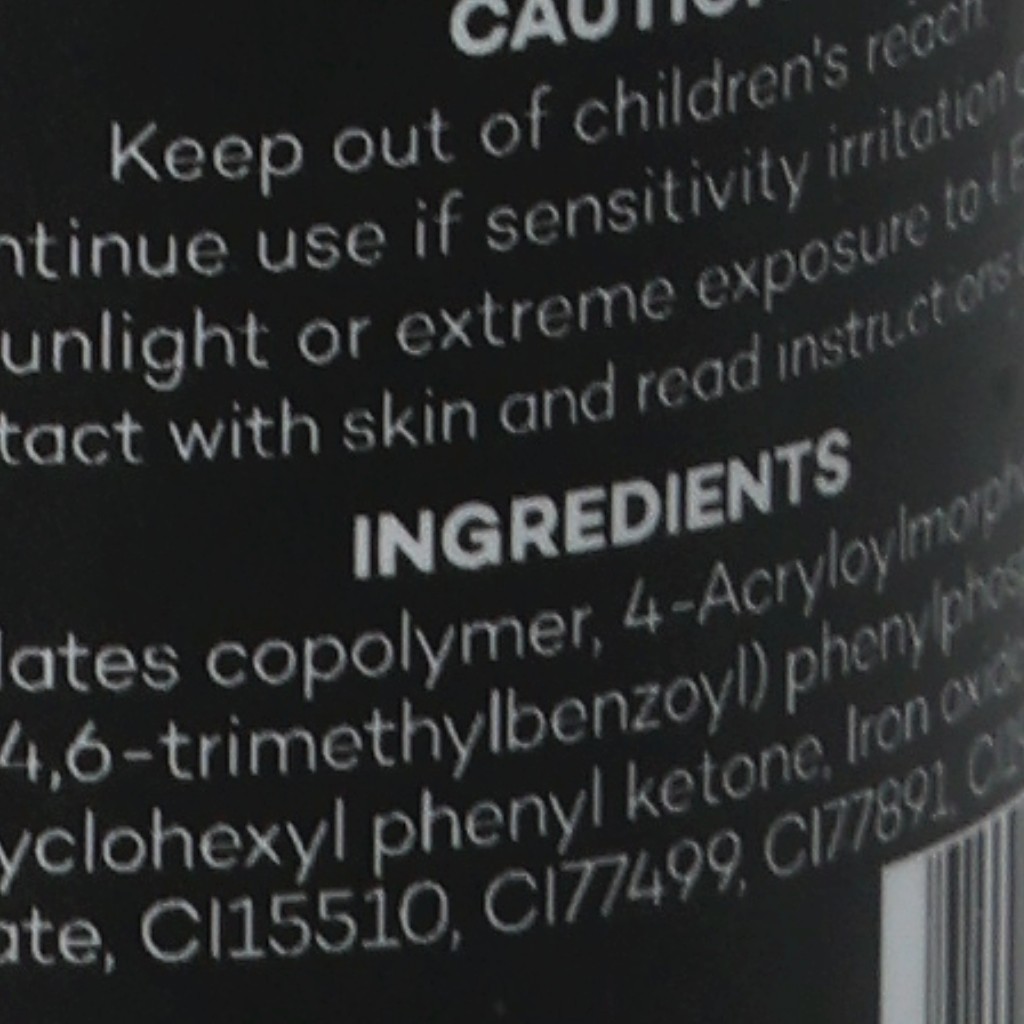 CAUTION
Keep out of children's reach
ntinue use if sensitivity irritation
unlight or extreme exposure to
tact with skin and read instructions
INGREDIENTS
lates copolymer, 4-Acryloylmorph
4,6-trimethylbenzoyl) phenylphos
yclohexyl phenyl ketone, Iron oxide
ate, CI15510, CI77499, CI77891,